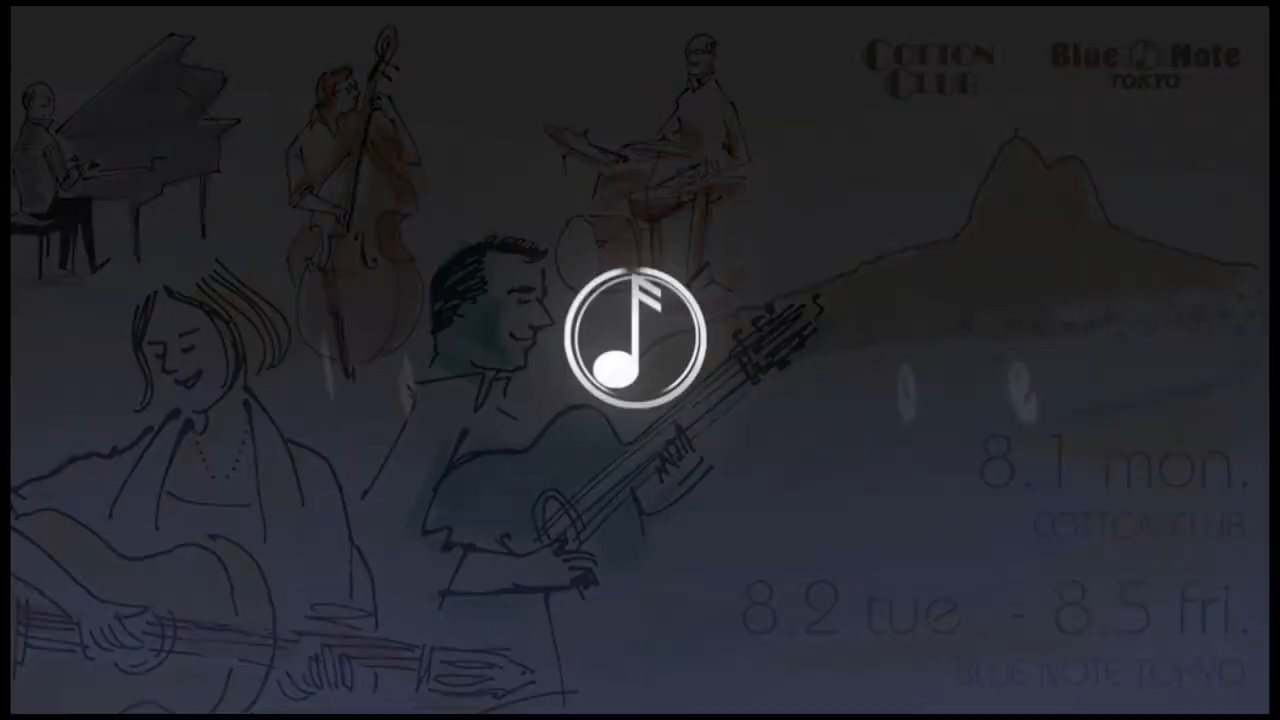 COTTON
CLUB
Blue Note
TOKYO
8.1 mon.
COTTON CLUB
8.2 tue - 8.5 fri.
BLUE NOTE TOKYO